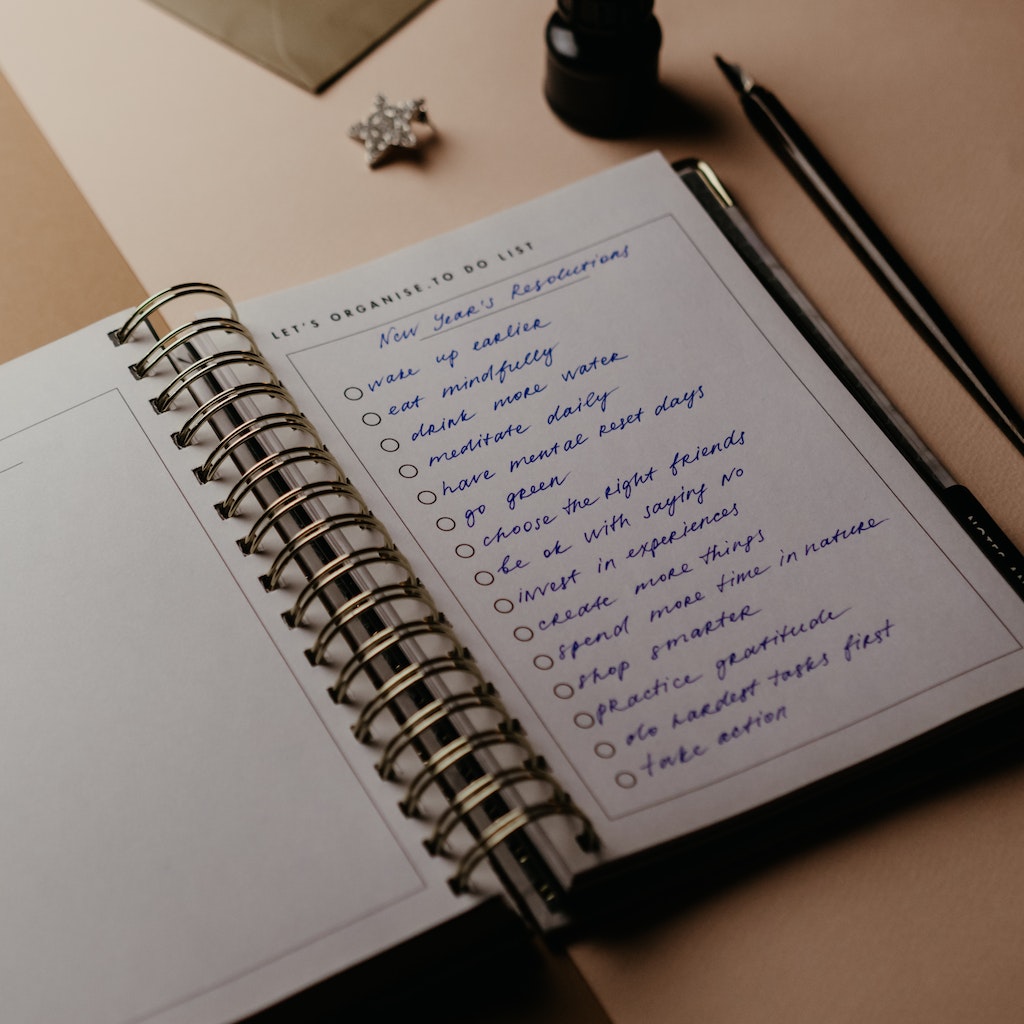 LET'S ORGANISE.TO DO LIST
New Year's Resolutions
wake up earlier
eat mindfully
drink more water
meditate daily
have mental reset days
go green
choose the right friends
be ok with saying NO
invest in experiences
create more things
spend more time in nature
shop smarter
practice gratitude
do hardest tasks first
take action
NOTES